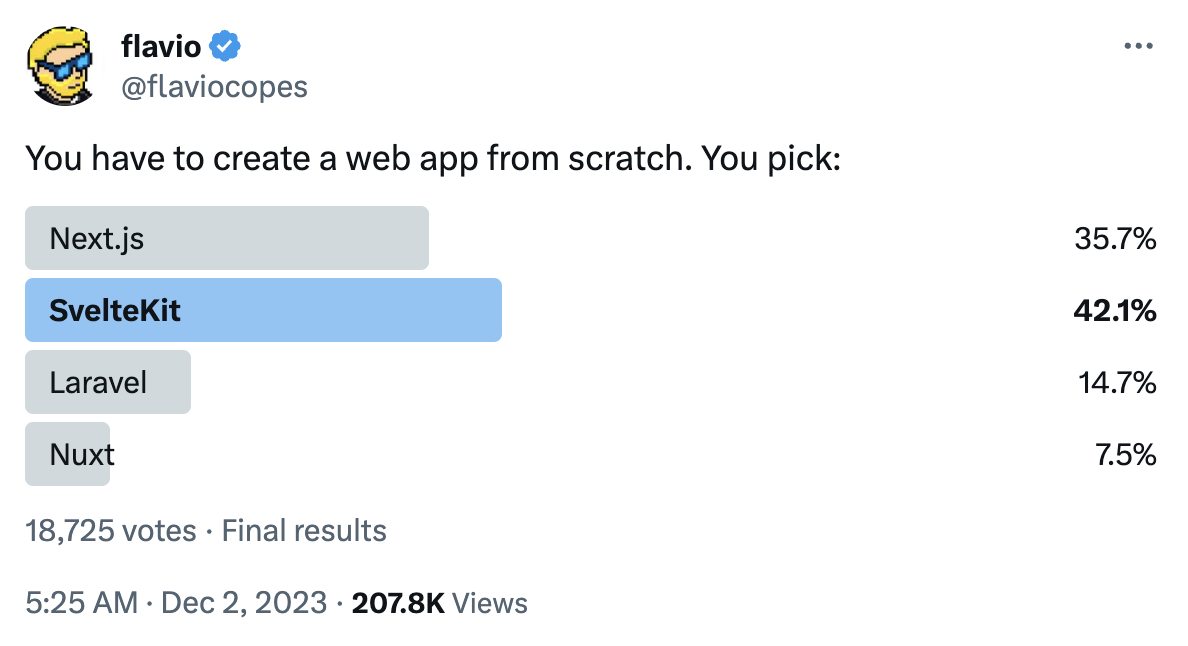 flavio
@flaviocopes
You have to create a web app from scratch. You pick:
Next.js 35.7%
SvelteKit 42.1%
Laravel 14.7%
Nuxt 7.5%
18,725 votes · Final results
5:25 AM · Dec 2, 2023 · 207.8K Views